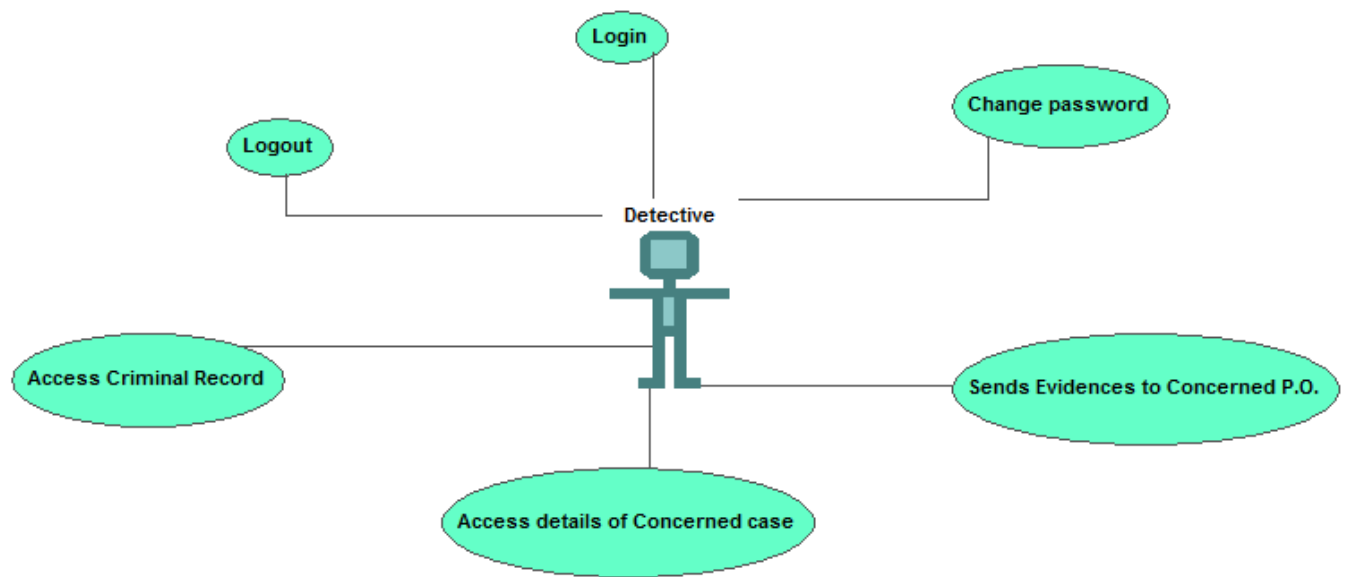 Login
Change password
Logout
Detective
Access Criminal Record
Sends Evidences to Concerned P.O.
Access details of Concerned case